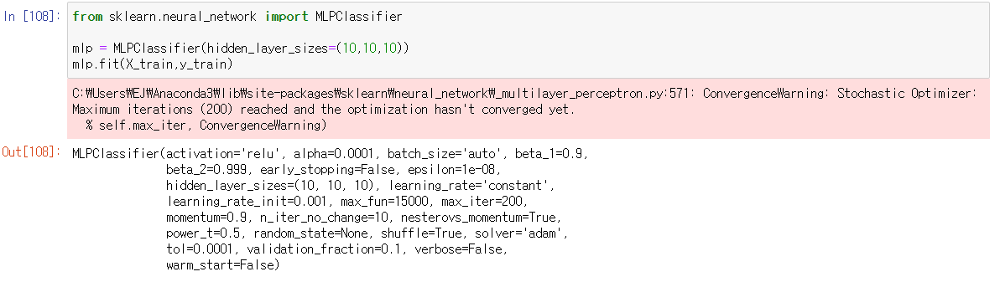 In [108]: from sklearn.neural_network import MLPClassifier
mlp = MLPClassifier(hidden_layer_sizes=(10,10,10))
mlp.fit(X_train,y_train)
C:₩Users₩EJ₩Anaconda3₩lib₩site-packages₩sklearn₩neural_network₩_multilayer_perceptron.py:571: ConvergenceWarning: Stochastic Optimizer:
Maximum iterations (200) reached and the optimization hasn't converged yet.
% self.max_iter, ConvergenceWarning)
Out[108]: MLPClassifier(activation='relu', alpha=0.0001, batch_size='auto', beta_1=0.9,
beta_2=0.999, early_stopping=False, epsilon=1e-08,
hidden_layer_sizes=(10, 10, 10), learning_rate='constant',
learning_rate_init=0.001, max_fun=15000, max_iter=200,
momentum=0.9, n_iter_no_change=10, nesterovs_momentum=True,
power_t=0.5, random_state=None, shuffle=True, solver='adam',
tol=0.0001, validation_fraction=0.1, verbose=False,
warm_start=False)